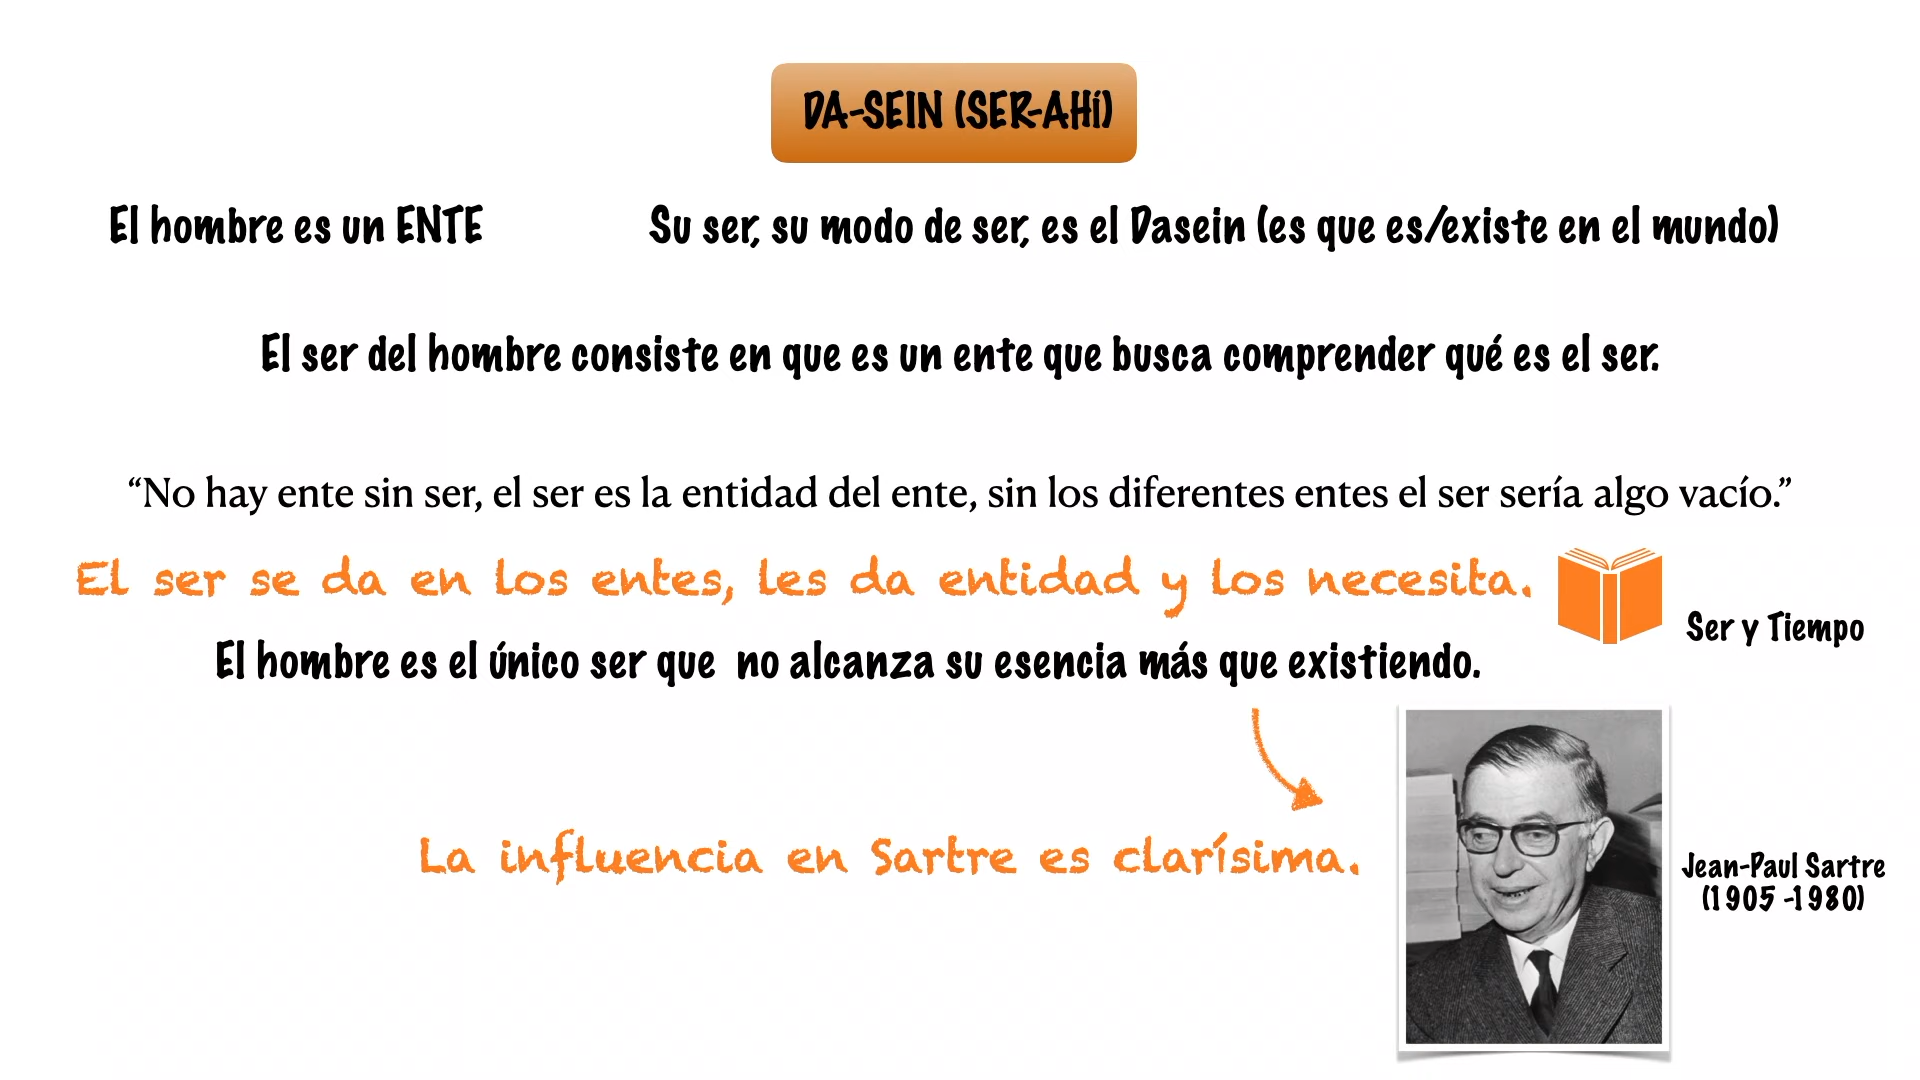 DA-SEIN (SER-AHÍ)
El hombre es un ENTE
Su ser, su modo de ser, es el Dasein (es que es/existe en el mundo)
El ser del hombre consiste en que es un ente que busca comprender qué es el ser.
“No hay ente sin ser, el ser es la entidad del ente, sin los diferentes entes el ser sería algo vacío.”
El ser se da en los entes, les da entidad y los necesita.
Ser y Tiempo
El hombre es el único ser que no alcanza su esencia más que existiendo.
La influencia en Sartre es clarísima.
Jean-Paul Sartre
(1905 -1980)